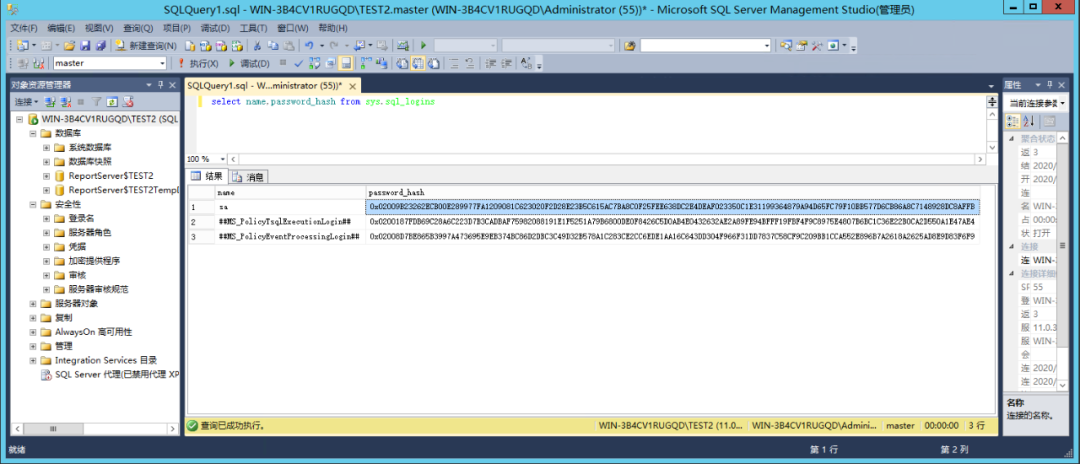 SQLQuery1.sql - WIN-3B4CV1RUGQD\TEST2.master (WIN-3B4CV1RUGQD\Administrator (55))* - Microsoft SQL Server Management Studio(管理员)
文件(F) 编辑(E) 视图(V) 查询(Q) 项目(P) 调试(D) 工具(T) 窗口(W) 帮助(H)
新建查询(N)
master 执行(X) 调试(D)
对象资源管理器
连接
WIN-3B4CV1RUGQD\TEST2 (SQL
数据库
系统数据库
数据库快照
ReportServer$TEST2
ReportServer$TEST2Temp
安全性
登录名
服务器角色
凭据
加密提供程序
审核
服务器审核规范
服务器对象
复制
AlwaysOn 高可用性
管理
Integration Services 目录
SQL Server 代理(已禁用代理 XP
SQLQuery1.sql - W...ministrator (55))*
select name,password_hash from sys.sql_logins
100 %
结果 消息
name password_hash
1 sa
2 ##MS_PolicyTsqlExecutionLogin##
3 ##MS_PolicyEventProcessingLogin##
查询已成功执行。 WIN-3B4CV1RUGQD\TEST2 (11.0... WIN-3B4CV1RUGQD\Admini... master 00:00:00 3 行
属性
当前连接参数
聚合状态
返 3
结 2020/
开 2020/
连
名 WIN-
占 00:0
状 打开
连接
连 WIN-
连接详细
SF 55
登 WIN-
返 3
服 11.0.3
服 WIN-
会
连 2020/
连 2020/
名称
连接的名称。
就绪 第 1 行 第 2 列